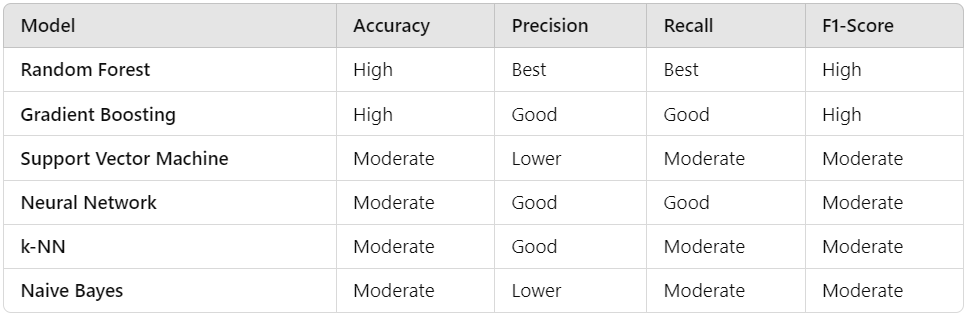 Model Accuracy Precision Recall F1-Score
Random Forest High Best Best High
Gradient Boosting High Good Good High
Support Vector Machine Moderate Lower Moderate Moderate
Neural Network Moderate Good Good Moderate
k-NN Moderate Good Moderate Moderate
Naive Bayes Moderate Lower Moderate Moderate